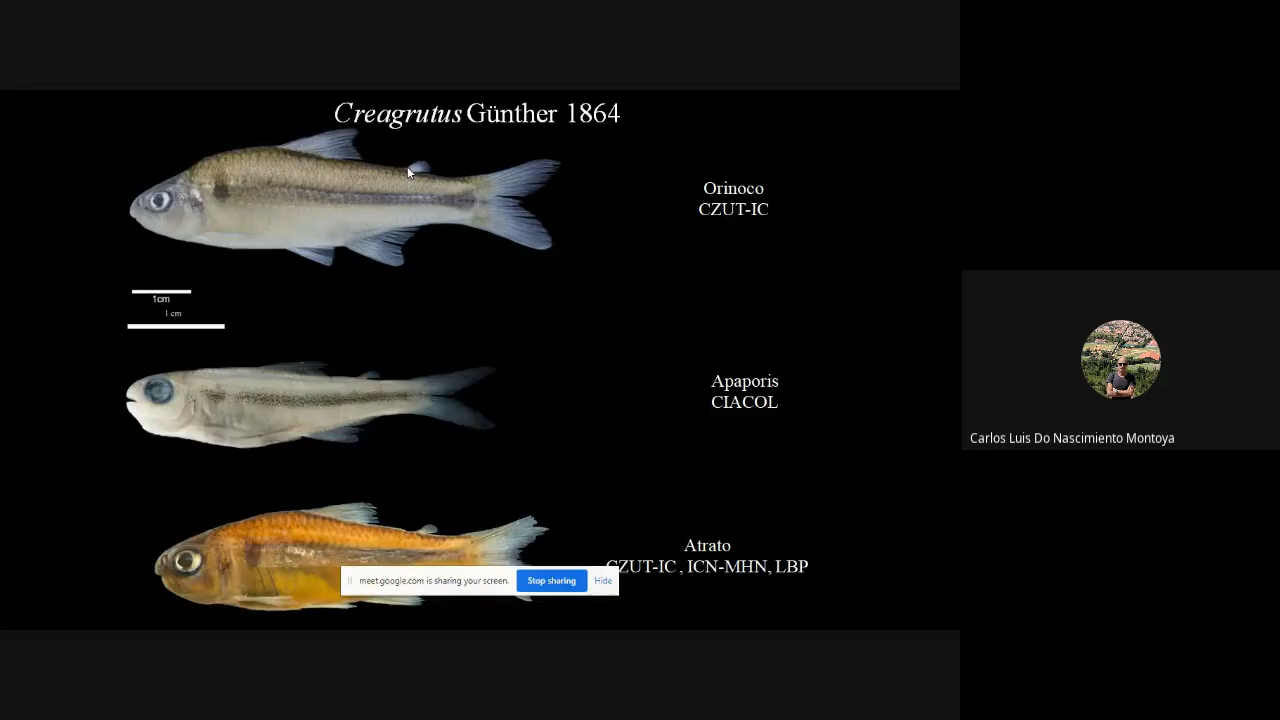 Creagrutus Günther 1864
Orinoco
CZUT-IC
1cm
1 cm
Apaporis
CIACOL
Carlos Luis Do Nascimiento Montoya
Atrato
CZUT-IC , ICN-MHN, LBP
meet.google.com is sharing your screen.
Stop sharing
Hide